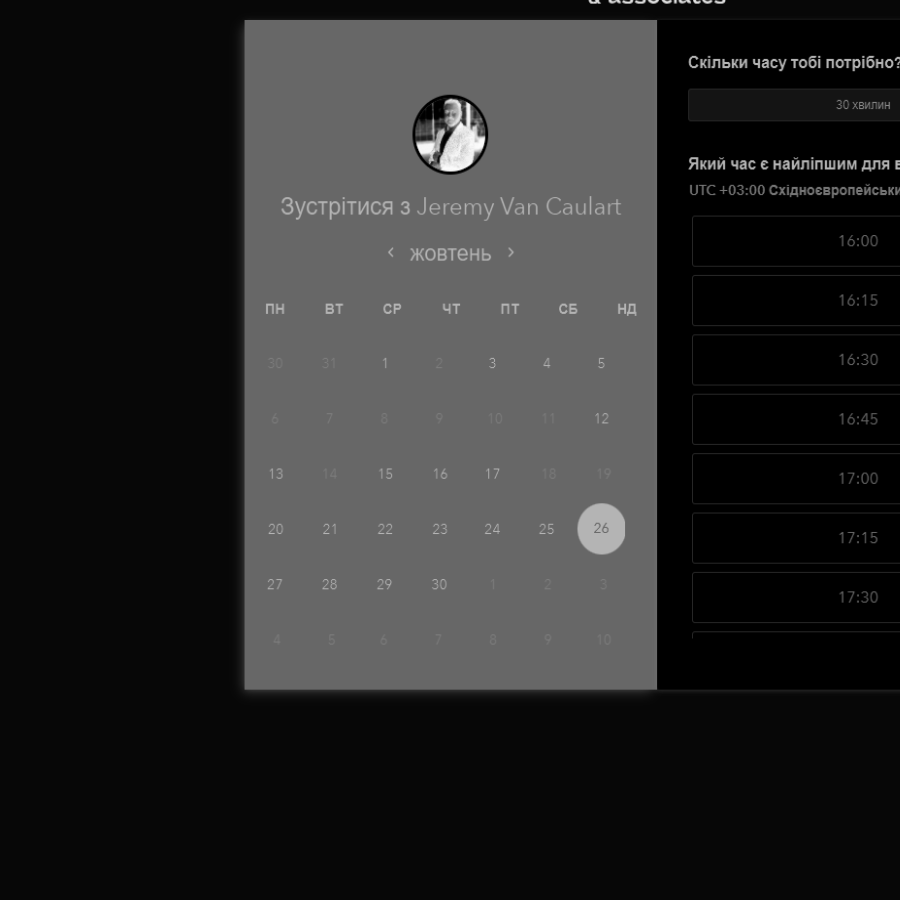 & associates
Зустрітися з Jeremy Van Caulart
‹ жовтень ›
ПН ВТ СР ЧТ ПТ СБ НД
30 31 1 2 3 4 5
6 7 8 9 10 11 12
13 14 15 16 17 18 19
20 21 22 23 24 25 26
27 28 29 30 1 2 3
4 5 6 7 8 9 10
Скільки часу тобі потрібно?
30 хвилин
Який час є найліпшим для
UTC +03:00
16:00
16:15
16:30
16:45
17:00
17:15
17:30